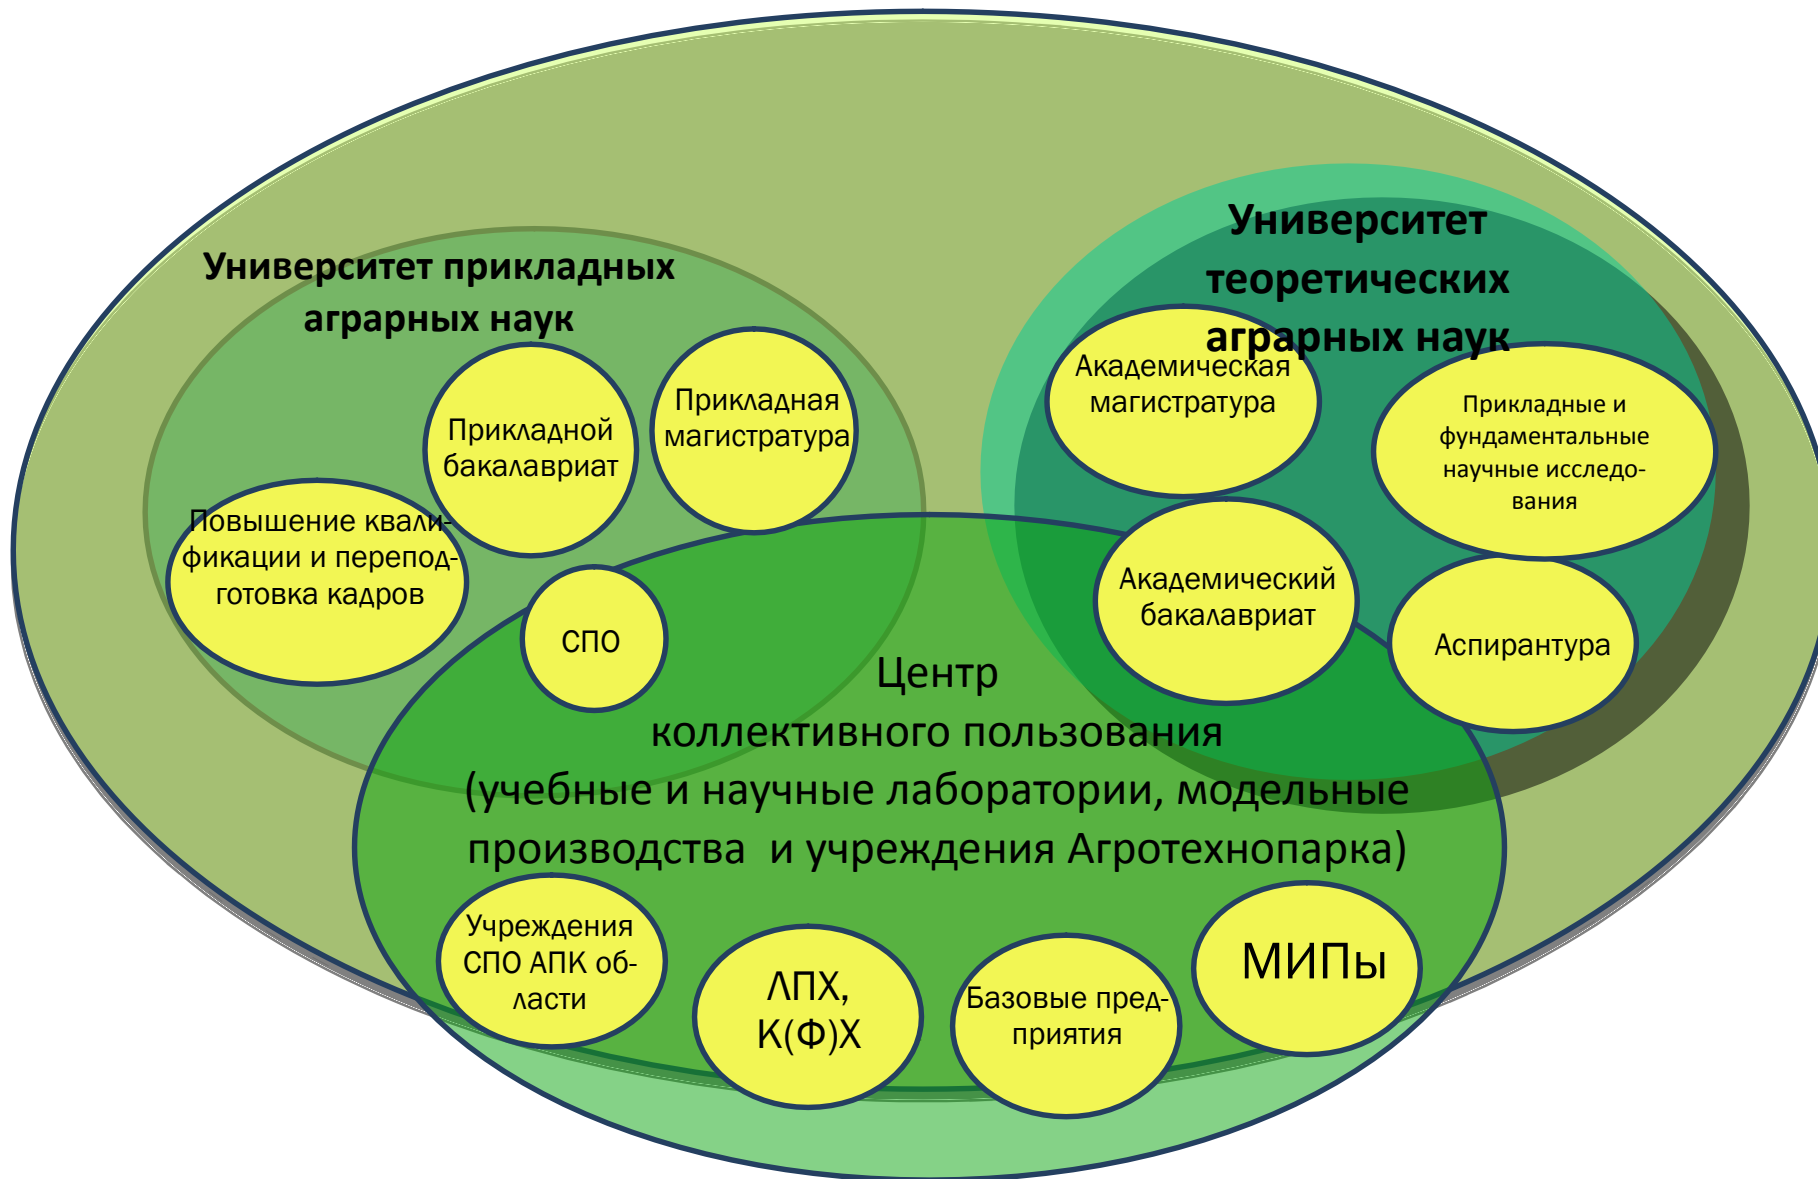 Университет прикладных
аграрных наук
Университет
теоретических
аграрных наук
Прикладной
бакалавриат
Прикладная
магистратура
Повышение квали-
фикации и перепод-
готовка кадров
СПО
Академическая
магистратура
Прикладные и
фундаментальные
научные исследо-
вания
Академический
бакалавриат
Аспирантура
Центр
коллективного пользования
(учебные и научные лаборатории, модельные
производства и учреждения Агротехнопарка)
Учреждения
СПО АПК об-
ласти
ЛПХ,
К(Ф)Х
Базовые пред-
приятия
МИПы